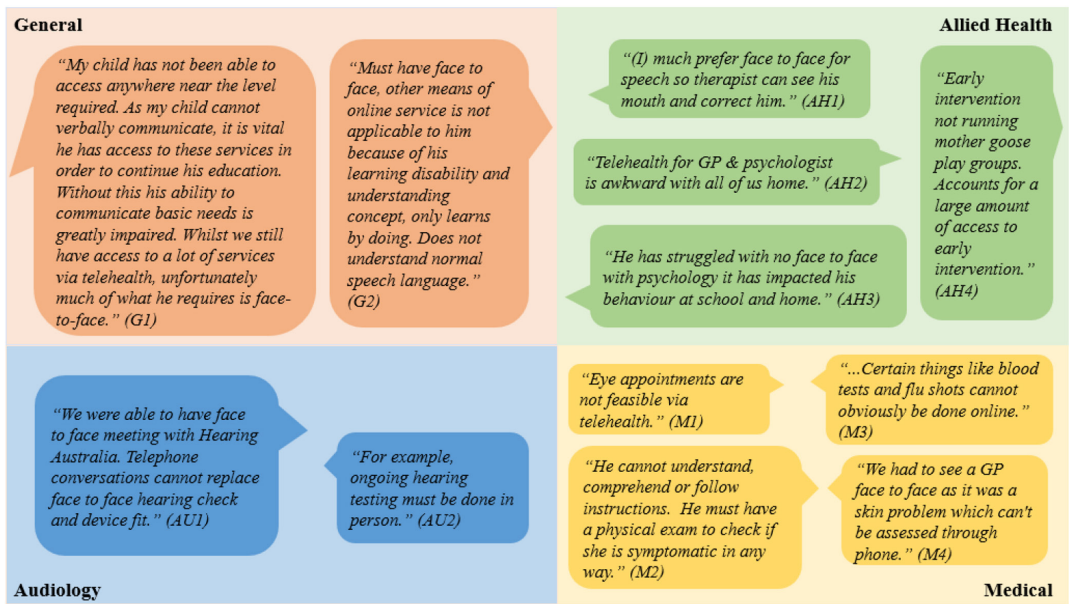 General
“My child has not been able to
access anywhere near the level
required. As my child cannot
verbally communicate, it is vital
he has access to these services in
order to continue his education.
Without this his ability to
communicate basic needs is
greatly impaired. Whilst we still
have access to a lot of services
via telehealth, unfortunately
much of what he requires is face-
to-face.” (G1)
“Must have face to
face, other means of
online service is not
applicable to him
because of his
learning disability and
understanding
concept, only learns
by doing. Does not
understand normal
speech language.”
(G2)
Allied Health
“(I) much prefer face to face for
speech so therapist can see his
mouth and correct him.” (AH1)
“Telehealth for GP & psychologist
is awkward with all of us home.” (AH2)
“He has struggled with no face to face
with psychology it has impacted his
behaviour at school and home.” (AH3)
“Early
intervention
not running
mother goose
play groups.
Accounts for a
large amount
of access to
early
intervention.”
(AH4)
“We were able to have face
to face meeting with Hearing
Australia. Telephone
conversations cannot replace
face to face hearing check
and device fit.” (AU1)
“For example,
ongoing hearing
testing must be done in
person.” (AU2)
Audiology
“Eye appointments are
not feasible via
telehealth.” (M1)
“...Certain things like blood
tests and flu shots cannot
obviously be done online.”
(M3)
“He cannot understand,
comprehend or follow
instructions.  He must have
a physical exam to check if
she is symptomatic in any
way.” (M2)
“We had to see a GP
face to face as it was a
skin problem which can't
be assessed through
phone.” (M4)
Medical